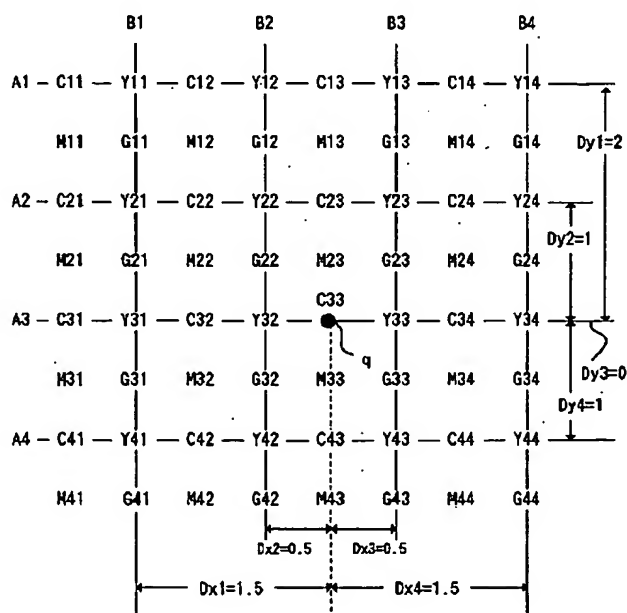 B1 B2 B3 B4
A1 C11 Y11 C12 Y12 C13 Y13 C14 Y14
M11 G11 M12 G12 M13 G13 M14 G14
Dy1=2
A2 C21 Y21 C22 Y22 C23 Y23 C24 Y24
Dy2=1
M21 G21 M22 G22 M23 G23 M24 G24
C33
A3 C31 Y31 C32 Y32 Y33 C34 Y34
q
Dy3=0
M31 G31 M32 G32 M33 G33 M34 G34
Dy4=1
A4 C41 Y41 C42 Y42 C43 Y43 C44 Y44
M41 G41 M42 G42 M43 G43 M44 G44
Dx2=0.5 Dx3=0.5
Dx1=1.5 Dx4=1.5